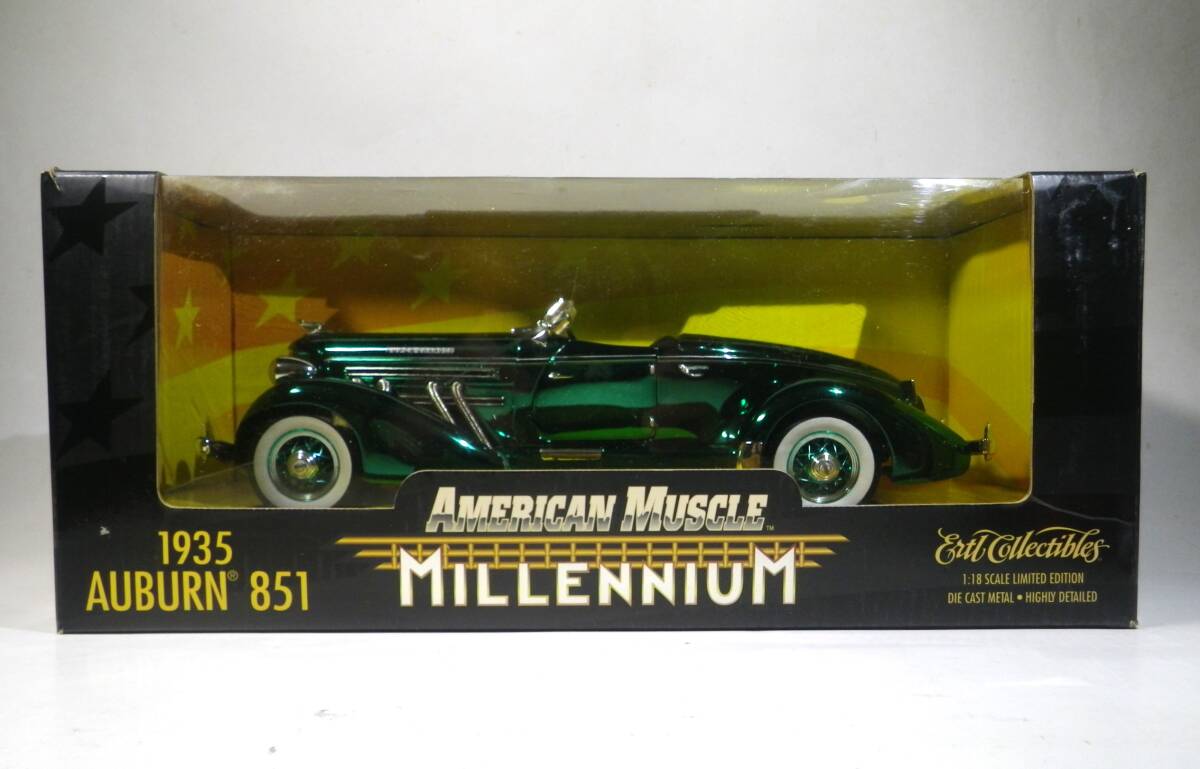 AMERICAN MUSCLE™
MILLENNIUM
1935
AUBURN® 851
Ertl Collectibles
1:18 SCALE LIMITED EDITION
DIE CAST METAL • HIGHLY DETAILED